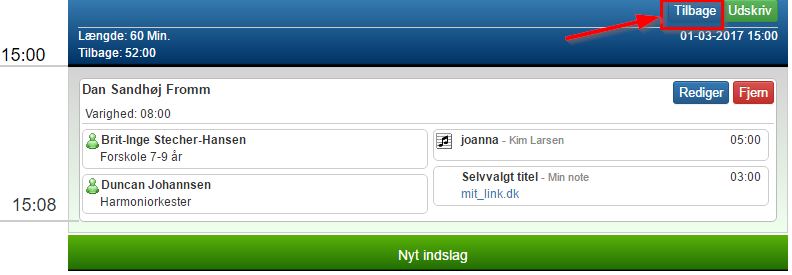 Tilbage Udskriv
Længde: 60 Min. 01-03-2017 15:00
Tilbage: 52:00
15:00
Dan Sandhøj Fromm Rediger Fjern
Varighed: 08:00
Brit-Inge Stecher-Hansen
Forskole 7-9 år
joanna - Kim Larsen 05:00
Duncan Johannsen
Harmoniorkester
Selvvalgt titel - Min note 03:00
mit_link.dk
15:08
Nyt indslag